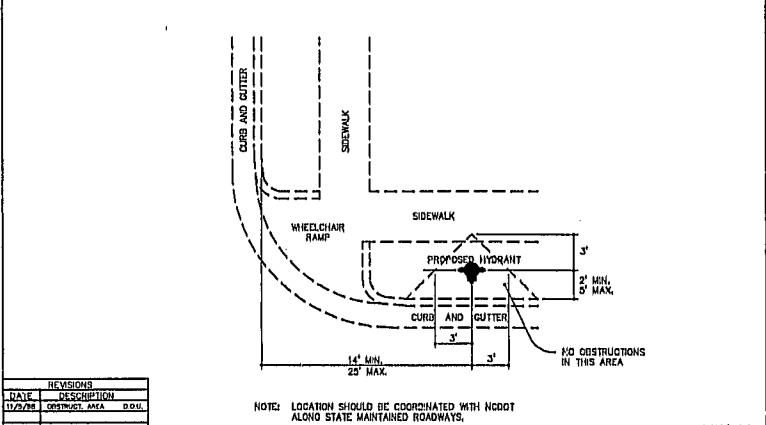 CURB AND GUTTER
SIDEWALK
SIDEWALK
WHEELCHAIR
RAMP
PROPOSED HYDRANT
3'
2' MIN.
5' MAX.
CURB AND GUTTER
3'
3'
14' MIN.
25' MAX.
NO OBSTRUCTIONS
IN THIS AREA
REVISIONS
DATE DESCRIPTION
OBSTRUCT. AREA
NOTE: LOCATION SHOULD BE COORDINATED WITH NCDOT
ALONG STATE MAINTAINED ROADWAYS.